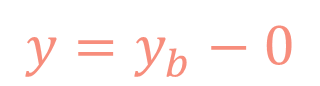 y = y_b − 0